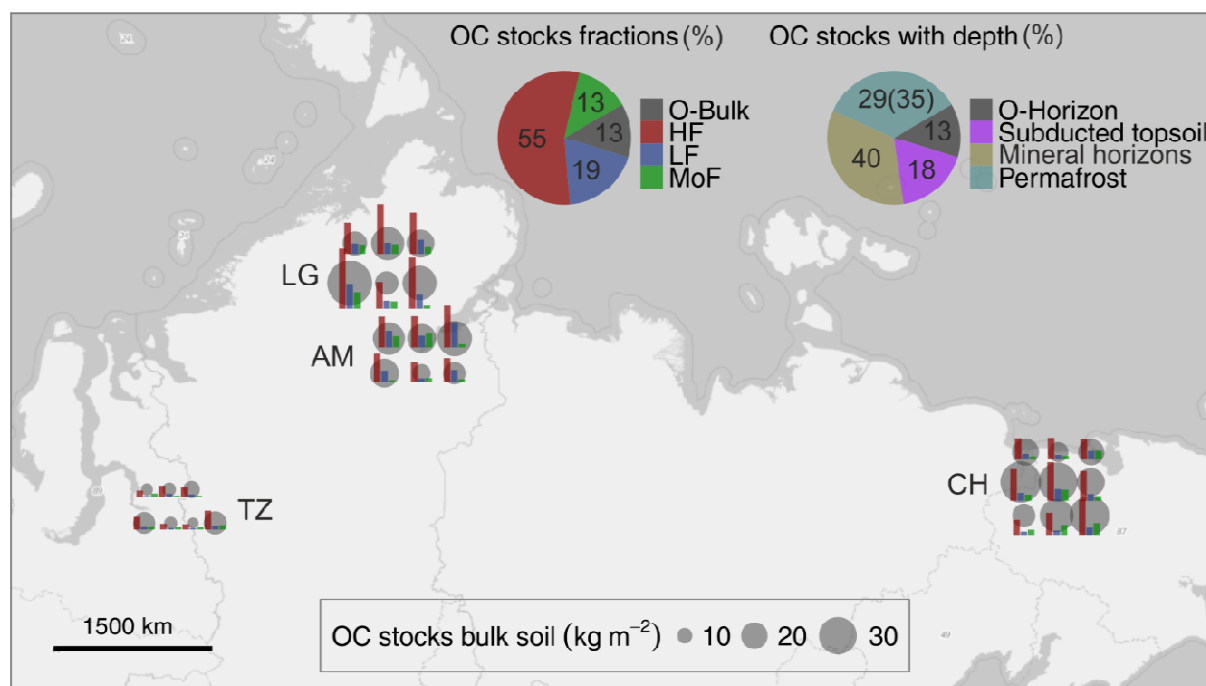 OC stocks fractions (%)
OC stocks with depth (%)
13
13
55
19
O-Bulk
HF
LF
MoF
29(35)
13
40
18
O-Horizon
Subducted topsoil
Mineral horizons
Permafrost
LG
AM
TZ
CH
87
1500 km
OC stocks bulk soil (kg m⁻²) 10 20 30